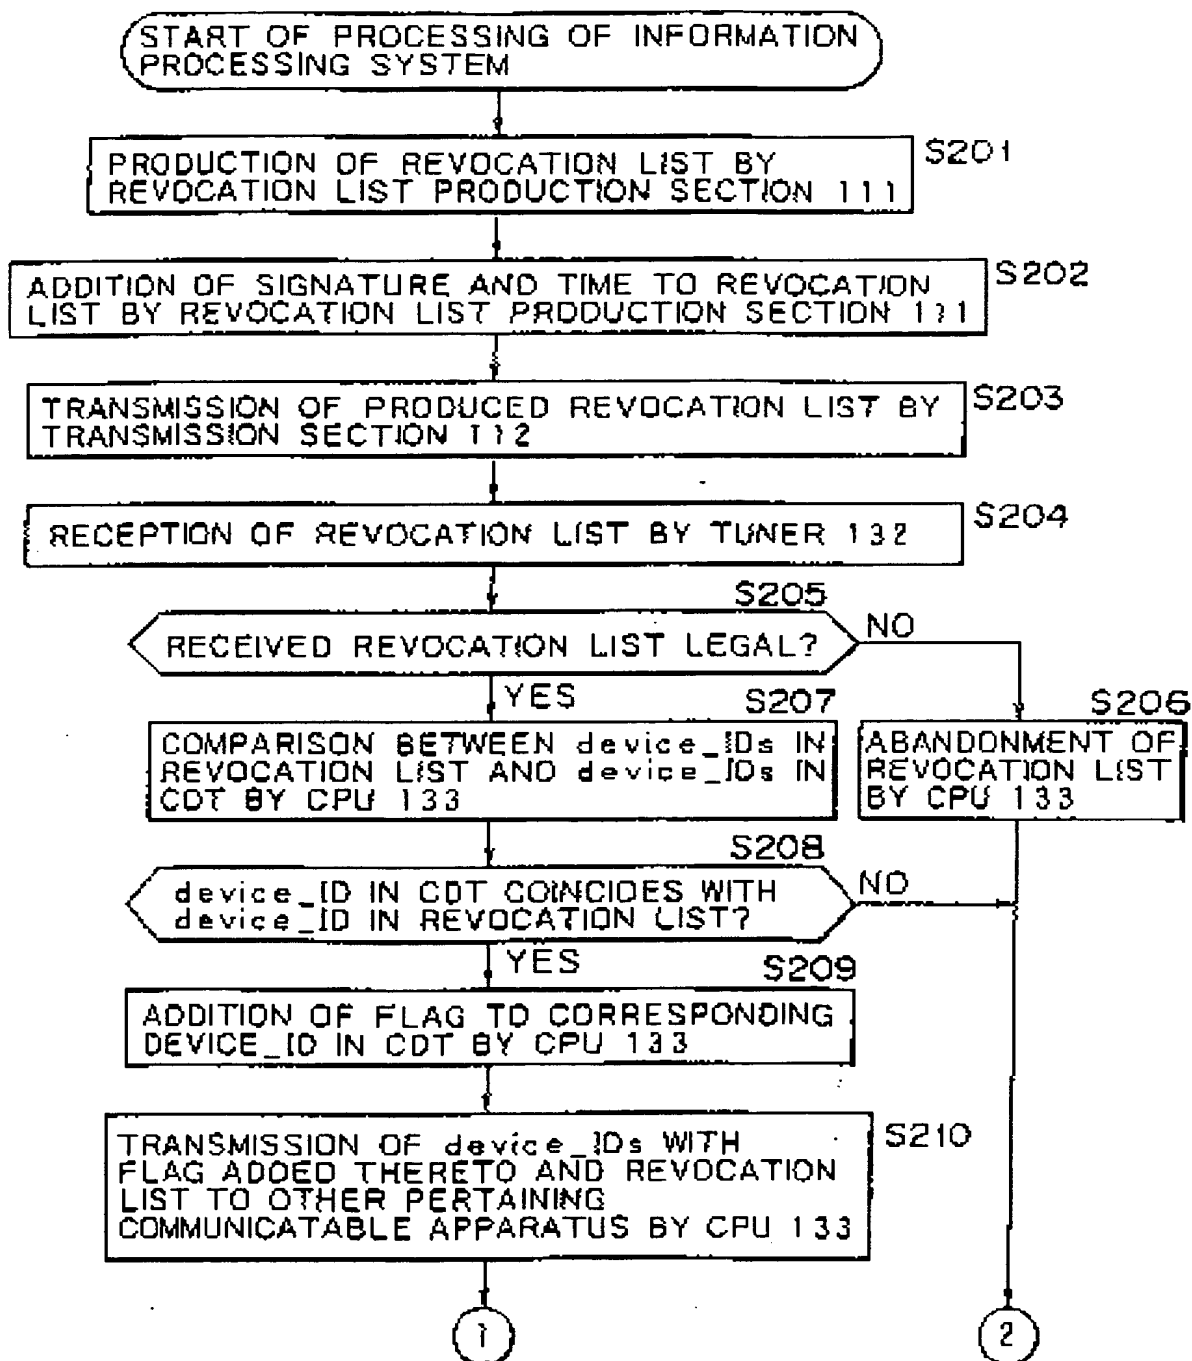 START OF PROCESSING OF INFORMATION
PROCESSING SYSTEM
S201
PRODUCTION OF REVOCATION LIST BY
REVOCATION LIST PRODUCTION SECTION 111
S202
ADDITION OF SIGNATURE AND TIME TO REVOCATION
LIST BY REVOCATION LIST PRODUCTION SECTION 111
S203
TRANSMISSION OF PRODUCED REVOCATION LIST BY
TRANSMISSION SECTION 112
S204
RECEPTION OF REVOCATION LIST BY TUNER 132
S205
RECEIVED REVOCATION LIST LEGAL?
NO
YES
S207
S206
COMPARISON BETWEEN device_IDs IN
REVOCATION LIST AND device_IDs IN
CDT BY CPU 133
ABANDONMENT OF
REVOCATION LIST
BY CPU 133
S208
device_ID IN CDT COINCIDES WITH
device_ID IN REVOCATION LIST?
NO
YES
S209
ADDITION OF FLAG TO CORRESPONDING
DEVICE_ID IN CDT BY CPU 133
S210
TRANSMISSION OF device_IDs WITH
FLAG ADDED THERETO AND REVOCATION
LIST TO OTHER PERTAINING
COMMUNICATABLE APPARATUS BY CPU 133
1
2